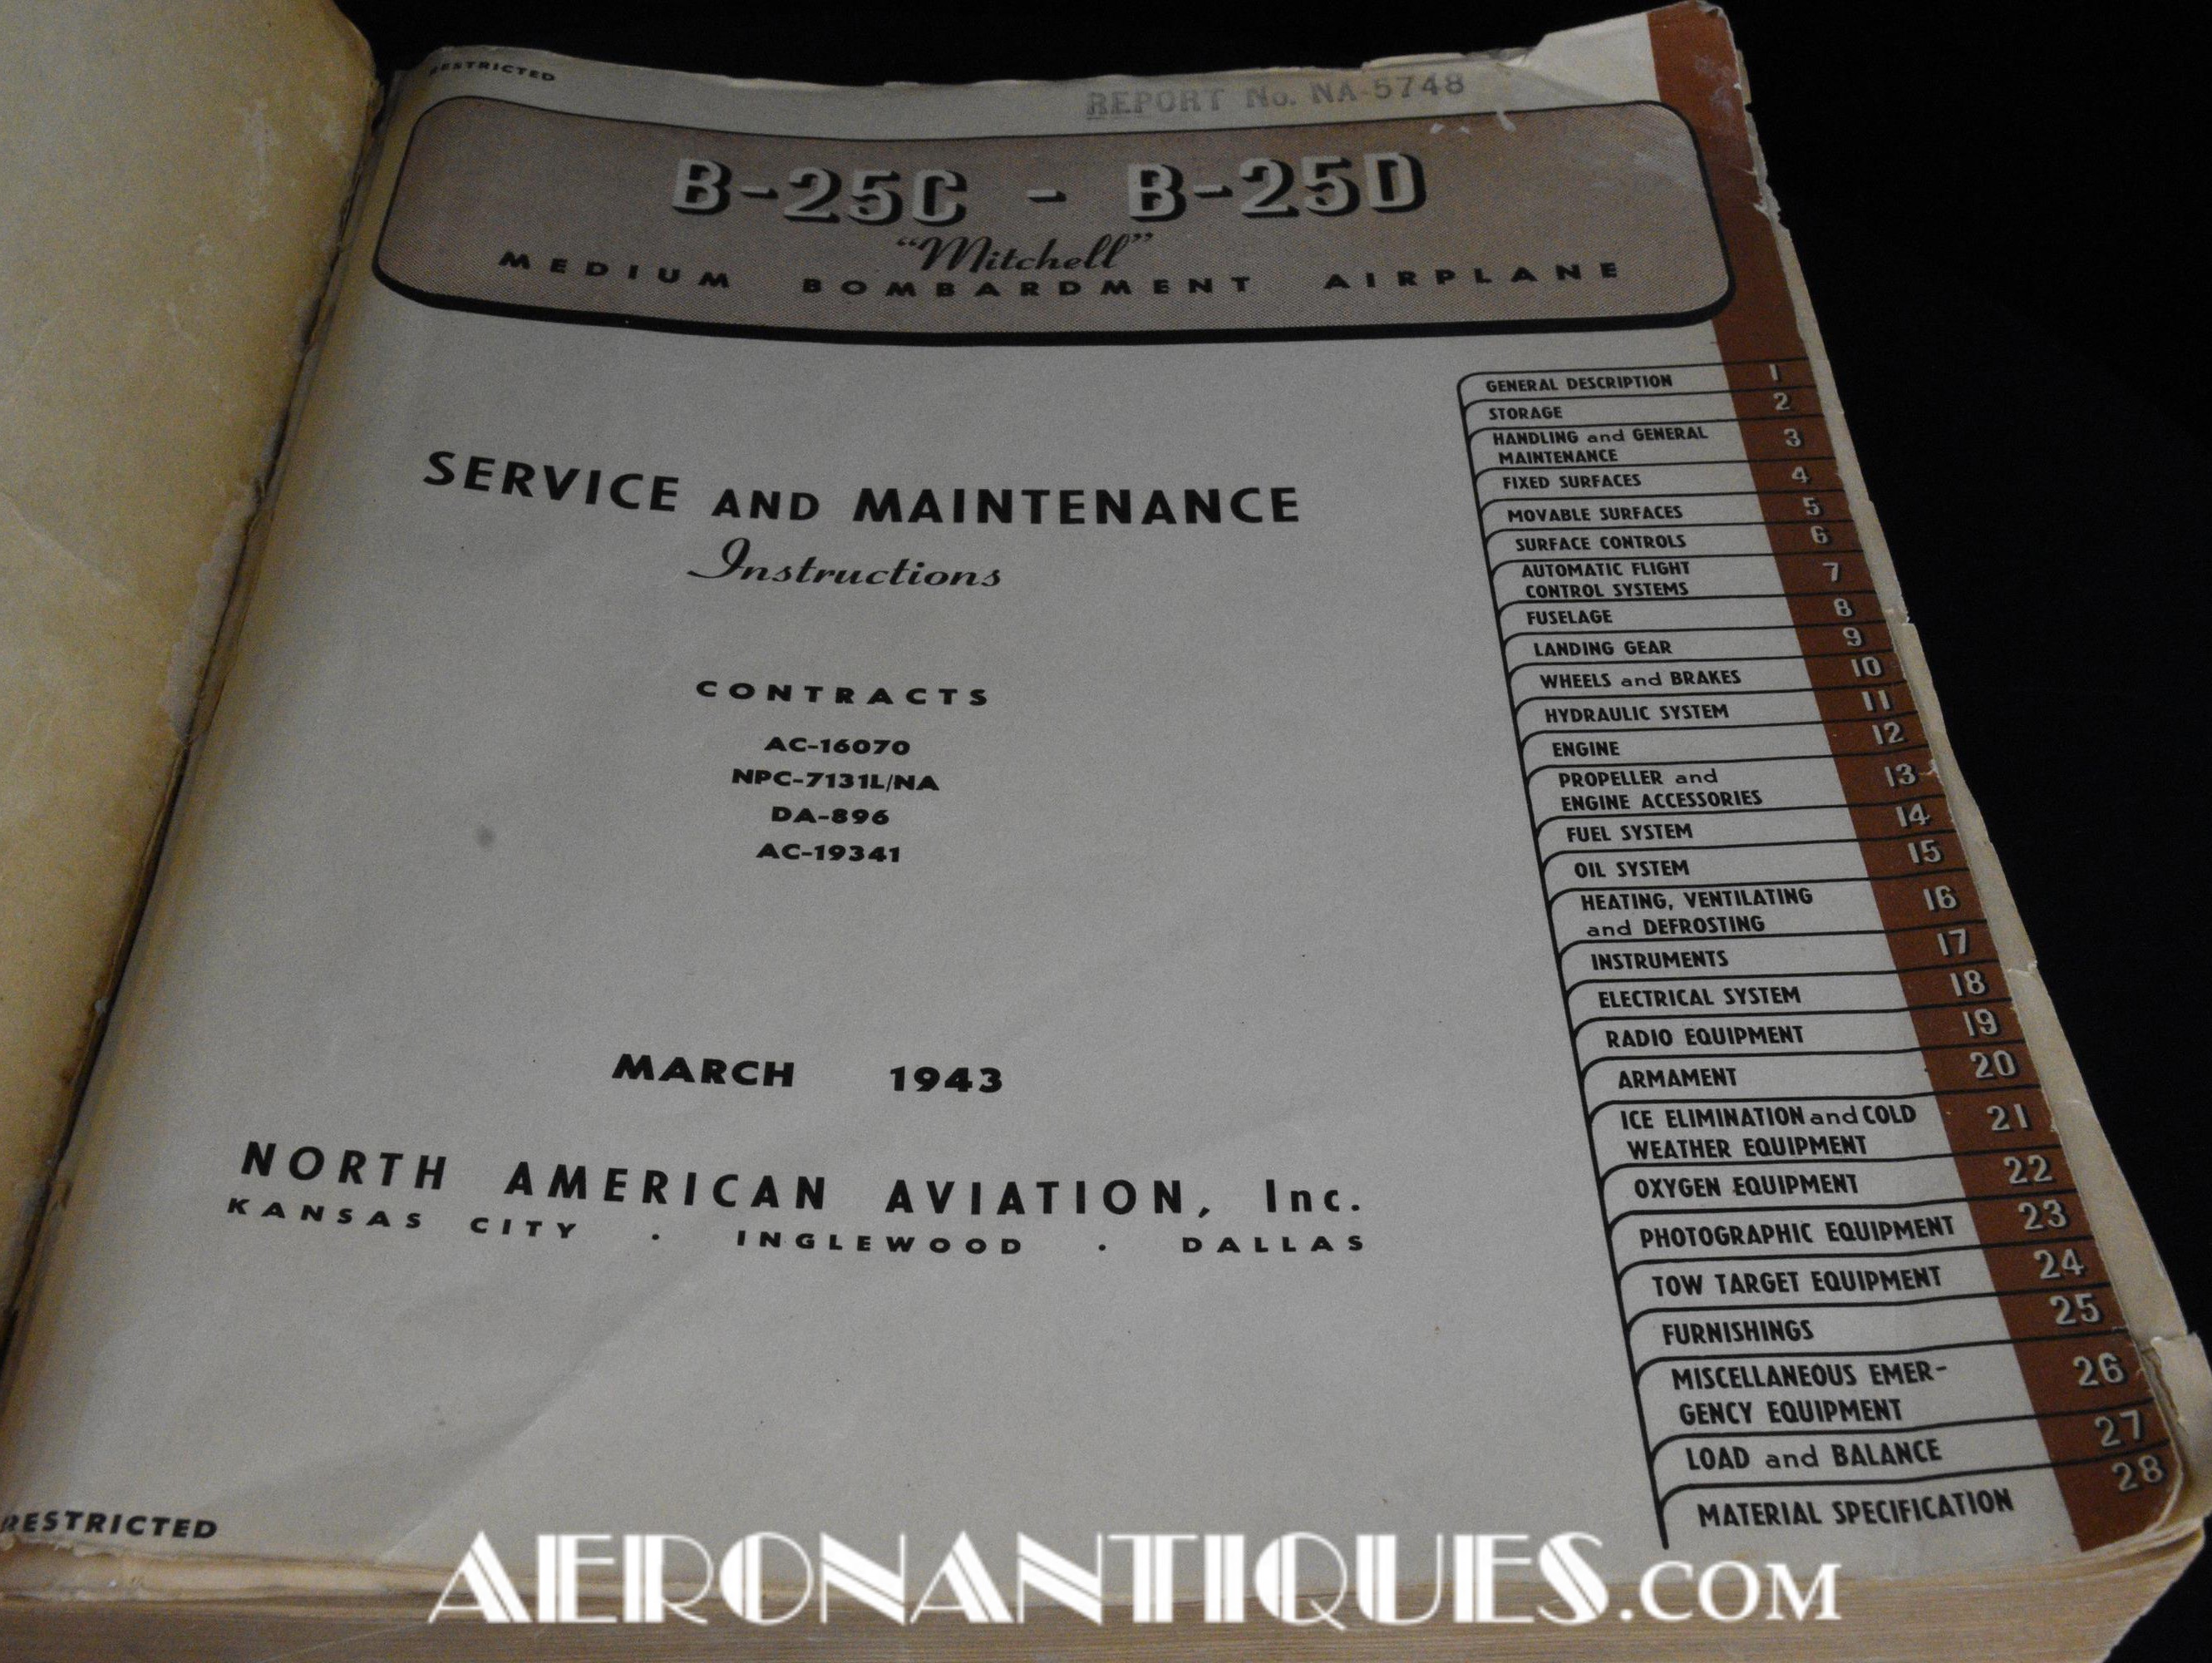 RESTRICTED
REPORT No. NA-5748
B-25C - B-25D
"Mitchell"
MEDIUM BOMBARDMENT AIRPLANE
SERVICE AND MAINTENANCE
Instructions
CONTRACTS
AC-16070
NPC-7131L/NA
DA-896
AC-19341
MARCH 1943
NORTH AMERICAN AVIATION, Inc.
KANSAS CITY · INGLEWOOD · DALLAS
RESTRICTED
GENERAL DESCRIPTION 1
STORAGE 2
HANDLING and GENERAL 3
MAINTENANCE
FIXED SURFACES 4
MOVABLE SURFACES 5
SURFACE CONTROLS 6
AUTOMATIC FLIGHT 7
CONTROL SYSTEMS
FUSELAGE 8
LANDING GEAR 9
WHEELS and BRAKES 10
HYDRAULIC SYSTEM 11
ENGINE 12
PROPELLER and 13
ENGINE ACCESSORIES
FUEL SYSTEM 14
OIL SYSTEM 15
HEATING, VENTILATING 16
and DEFROSTING
INSTRUMENTS 17
ELECTRICAL SYSTEM 18
RADIO EQUIPMENT 19
ARMAMENT 20
ICE ELIMINATION and COLD 21
WEATHER EQUIPMENT
OXYGEN EQUIPMENT 22
PHOTOGRAPHIC EQUIPMENT 23
TOW TARGET EQUIPMENT 24
FURNISHINGS 25
MISCELLANEOUS EMER- 26
GENCY EQUIPMENT
LOAD and BALANCE 27
MATERIAL SPECIFICATION 28
AERONANTIQUES.COM